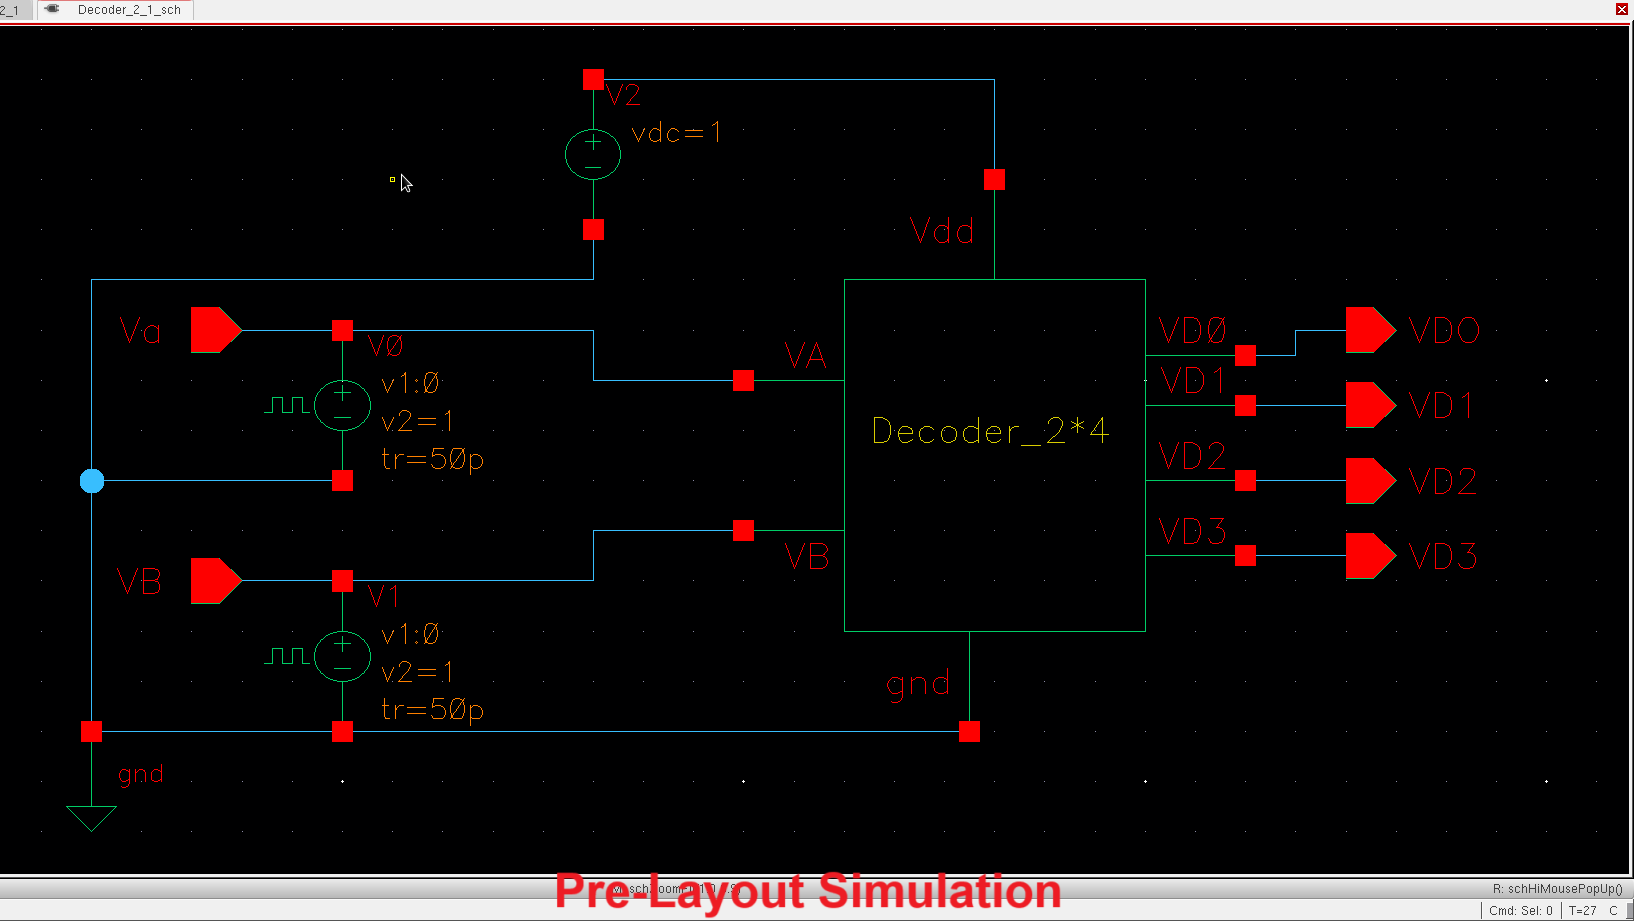 2_1
Decoder_2_1_sch
V2
vdc=1
Vdd
Va
V0
v1:0
v2=1
tr=50p
VA
VD0
VDO
VD1
VD1
Decoder_2*4
VD2
VD2
VB
VD3
VD3
VB
V1
v1:0
v2=1
tr=50p
gnd
gnd
Pre-Layout Simulation
R: schHiMousePopUp()
Cmd: Sel: 0
T=27
C